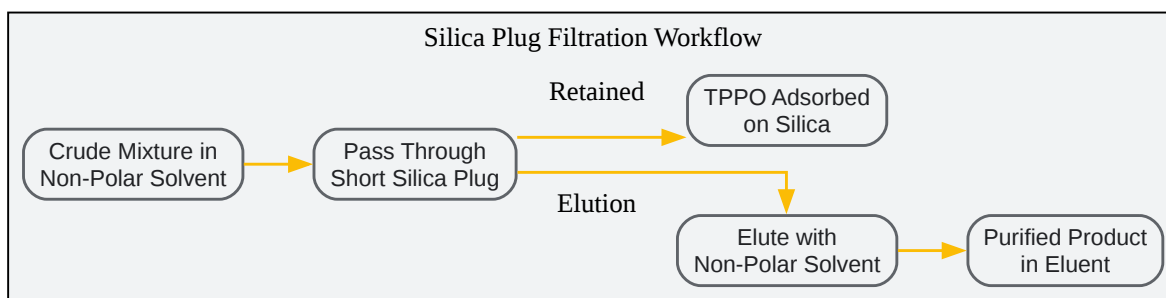 Silica Plug Filtration Workflow
Retained
TPPO Adsorbed
on Silica
Crude Mixture in
Non-Polar Solvent
Pass Through
Short Silica Plug
Elution
Elute with
Non-Polar Solvent
Purified Product
in Eluent